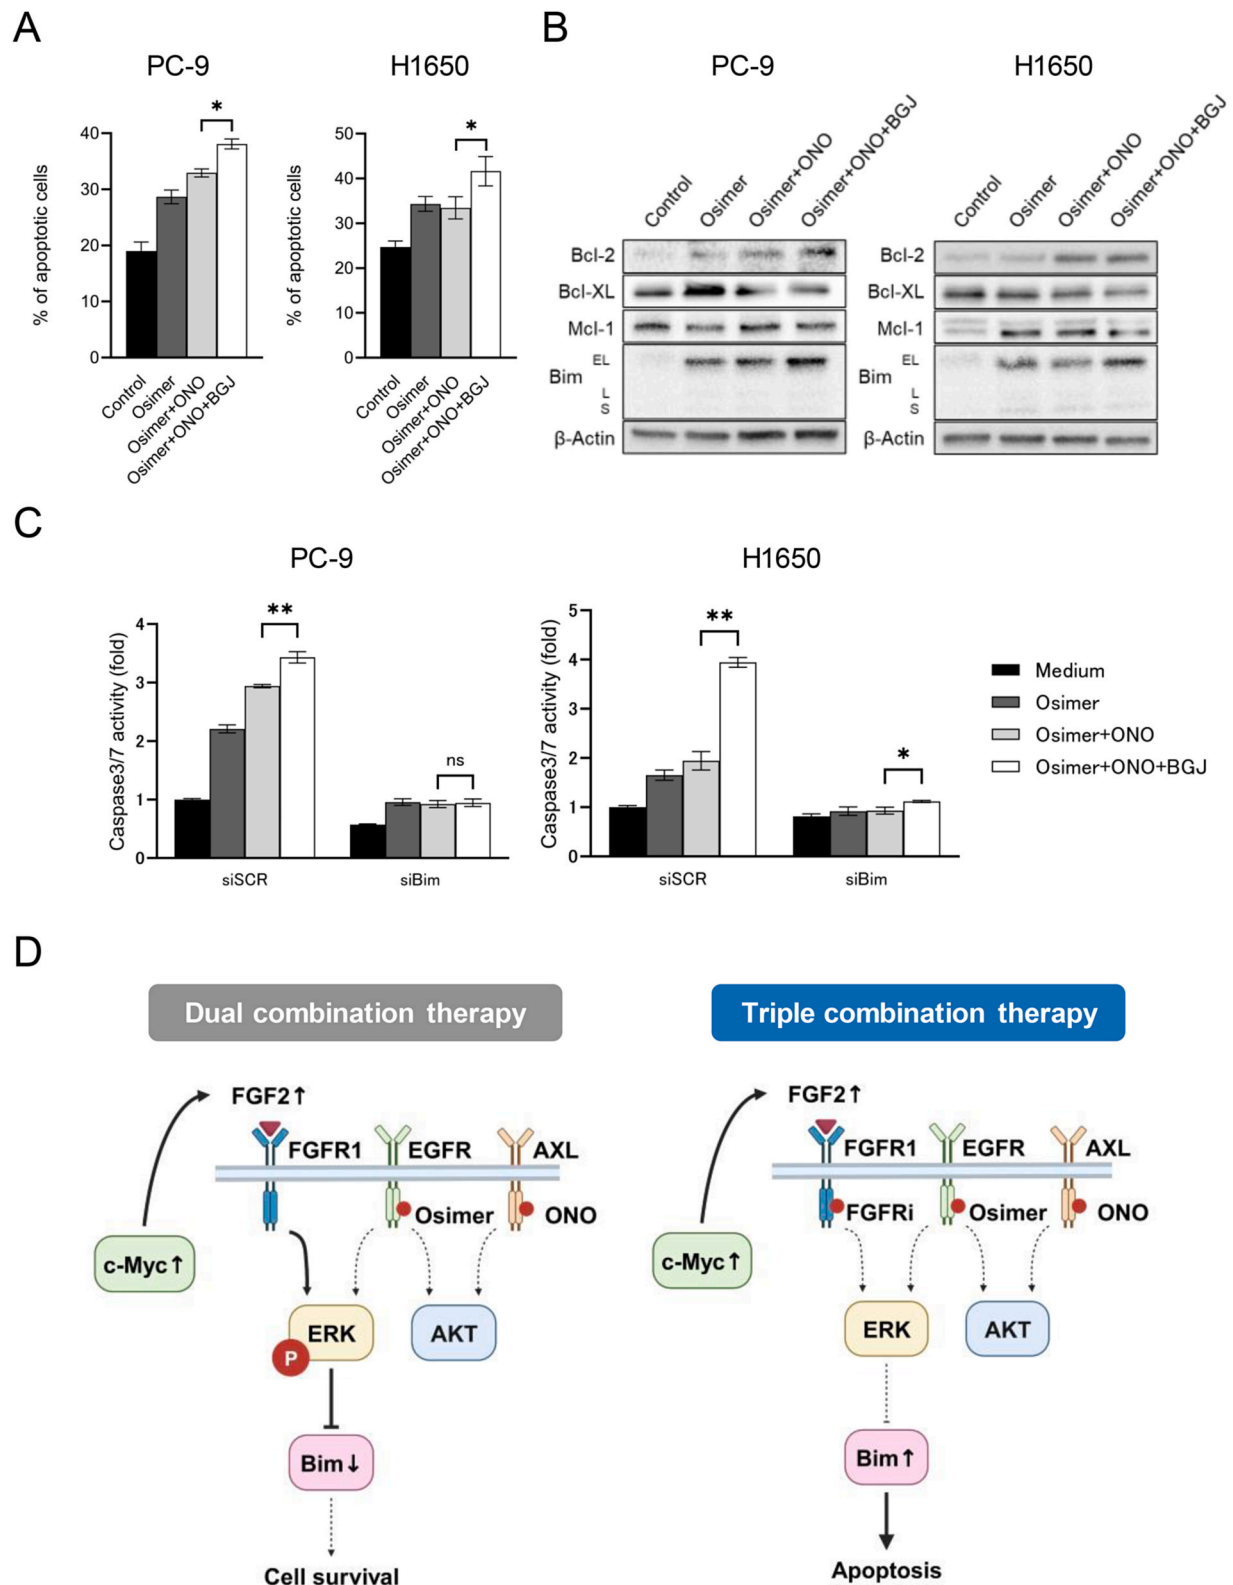 A
PC-9
H1650
*
*
% of apoptotic cells
40
30
20
10
0
Control
Osimer
Osimer+ONO
Osimer+ONO+BGJ
% of apoptotic cells
50
40
30
20
10
0
Control
Osimer
Osimer+ONO
Osimer+ONO+BGJ
B
PC-9
H1650
Control
Osimer
Osimer+ONO
Osimer+ONO+BGJ
Control
Osimer
Osimer+ONO
Osimer+ONO+BGJ
Bcl-2
Bcl-XL
Mcl-1
Bim
EL
L
S
β-Actin
Bcl-2
Bcl-XL
Mcl-1
Bim
EL
L
S
β-Actin
C
PC-9
H1650
Caspase3/7 activity (fold)
4
3
2
1
0
**
ns
siSCR
siBim
Caspase3/7 activity (fold)
5
4
3
2
1
0
**
*
siSCR
siBim
Medium
Osimer
Osimer+ONO
Osimer+ONO+BGJ
D
Dual combination therapy
FGF2↑
FGFR1
EGFR
AXL
Osimer
ONO
c-Myc↑
ERK
P
AKT
Bim↓
Cell survival
Triple combination therapy
FGF2↑
FGFR1
EGFR
AXL
FGFRi
Osimer
ONO
c-Myc↑
ERK
AKT
Bim↑
Apoptosis